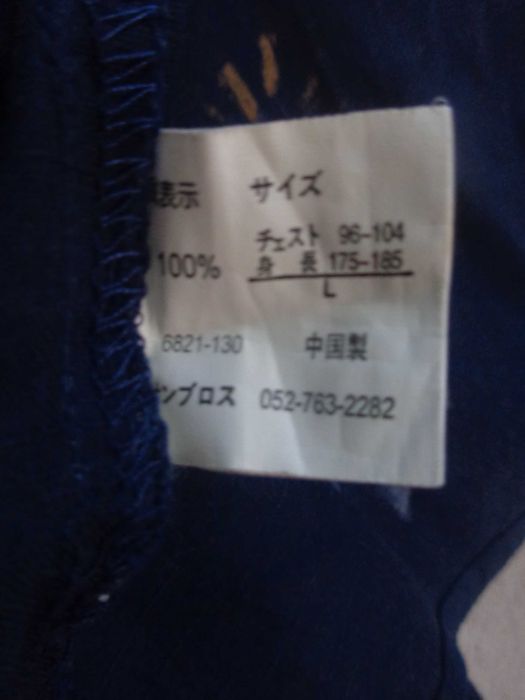 表示 サイズ
チェスト 96-104
100% 身 長 175-185
L
6821-130 中国製
ンブロス 052-763-2282